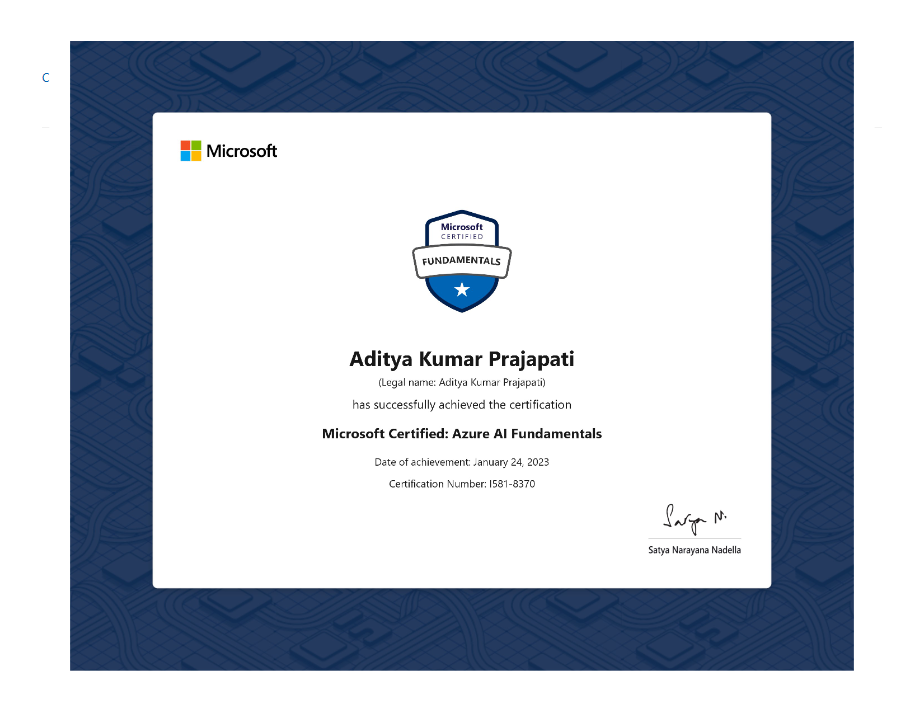 C
Microsoft
Microsoft
CERTIFIED
FUNDAMENTALS
Aditya Kumar Prajapati
(Legal name: Aditya Kumar Prajapati)
has successfully achieved the certification
Microsoft Certified: Azure AI Fundamentals
Date of achievement: January 24, 2023
Certification Number: I581-8370
Satya N.
Satya Narayana Nadella